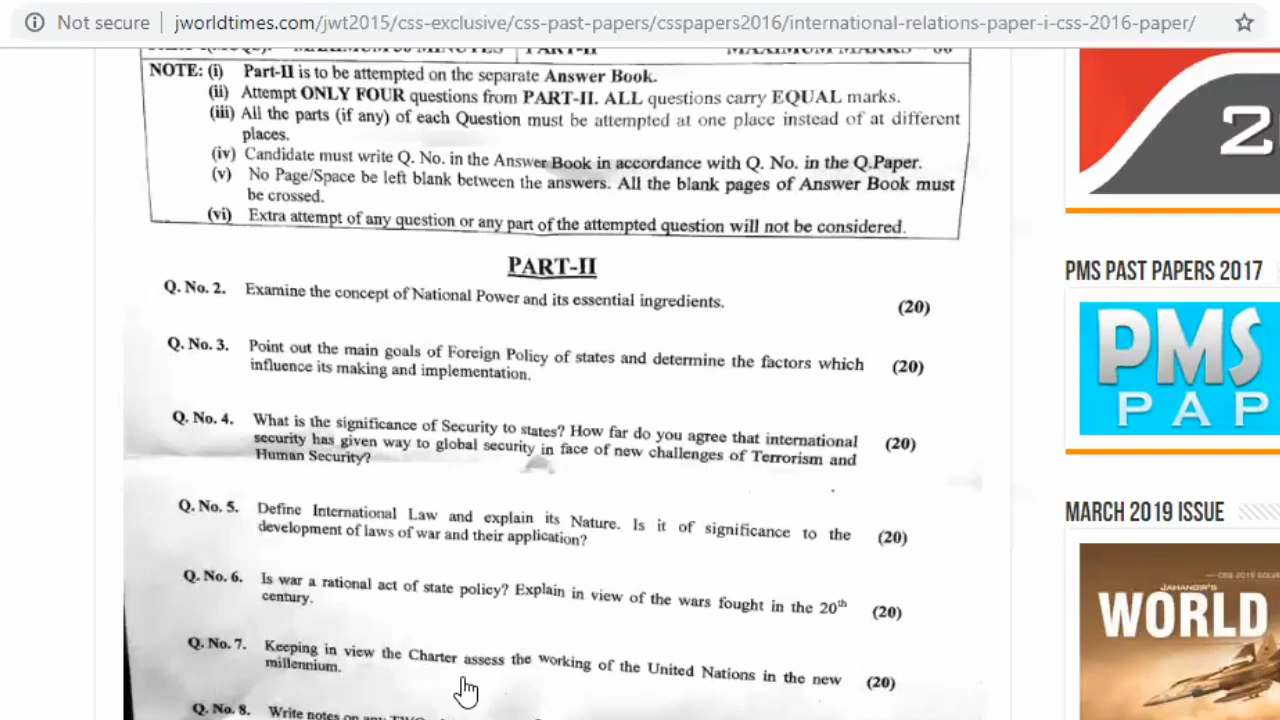 Not secure | jworldtimes.com/jwt2015/css-exclusive/css-past-papers/csspapers2016/international-relations-paper-i-css-2016-paper/
PART-II
NOTE: (i) Part-II is to be attempted on the separate Answer Book.
(ii) Attempt ONLY FOUR questions from PART-II. ALL questions carry EQUAL marks.
(iii) All the parts (if any) of each Question must be attempted at one place instead of at different
places.
(iv) Candidate must write Q. No. in the Answer Book in accordance with Q. No. in the Q.Paper.
(v) No Page/Space be left blank between the answers. All the blank pages of Answer Book must
be crossed.
(vi) Extra attempt of any question or any part of the attempted question will not be considered.
PART-II
Q. No. 2. Examine the concept of National Power and its essential ingredients. (20)
Q. No. 3. Point out the main goals of Foreign Policy of states and determine the factors which (20)
influence its making and implementation.
Q. No. 4. What is the significance of Security to states? How far do you agree that international (20)
security has given way to global security in face of new challenges of Terrorism and
Human Security?
Q. No. 5. Define International Law and explain its Nature. Is it of significance to the (20)
development of laws of war and their application?
Q. No. 6. Is war a rational act of state policy? Explain in view of the wars fought in the 20th (20)
century.
Q. No. 7. Keeping in view the Charter assess the working of the United Nations in the new (20)
millennium.
Q. No. 8. Write notes on any TWO
2
PMS PAST PAPERS 2017
PMS
PAP
MARCH 2019 ISSUE
JAHANGIR'S
WORLD